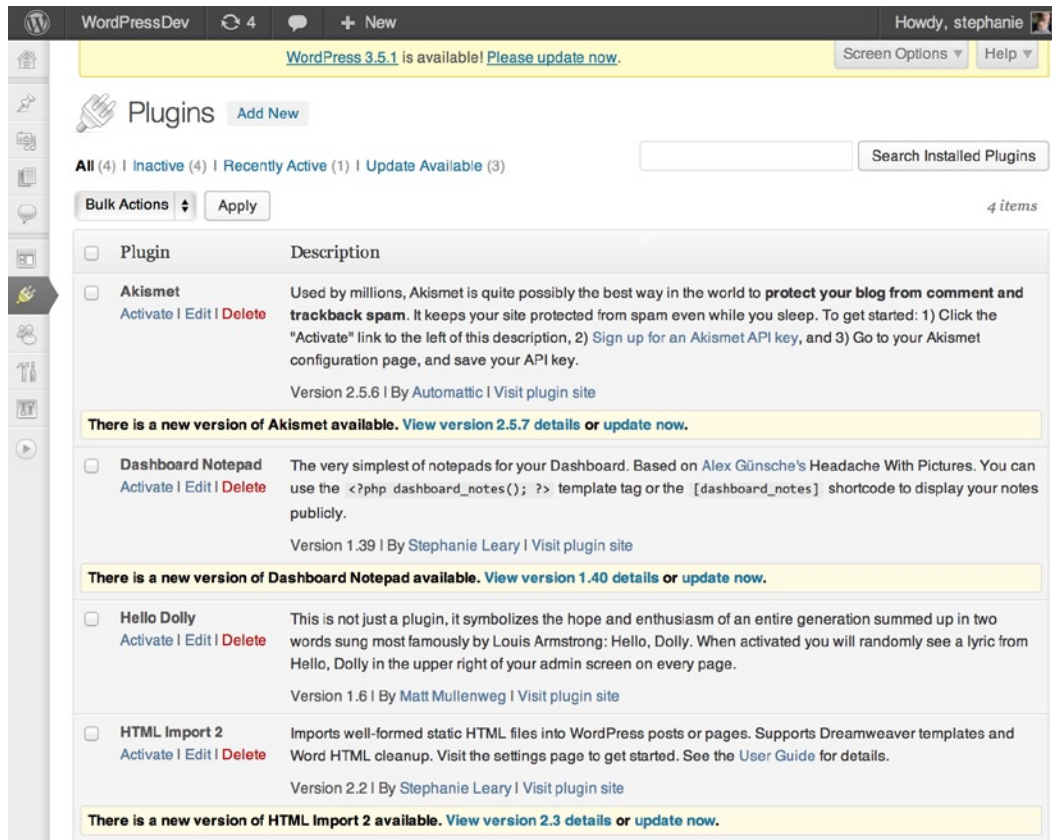 WordPressDev 4 + New Howdy, stephanie
WordPress 3.5.1 is available! Please update now. Screen Options Help
Plugins Add New
All (4) | Inactive (4) | Recently Active (1) | Update Available (3) Search Installed Plugins
Bulk Actions Apply 4 items
Plugin Description
Akismet
Activate | Edit | Delete
Used by millions, Akismet is quite possibly the best way in the world to protect your blog from comment and
trackback spam. It keeps your site protected from spam even while you sleep. To get started: 1) Click the
"Activate" link to the left of this description, 2) Sign up for an Akismet API key, and 3) Go to your Akismet
configuration page, and save your API key.
Version 2.5.6 | By Automattic | Visit plugin site
There is a new version of Akismet available. View version 2.5.7 details or update now.
Dashboard Notepad
Activate | Edit | Delete
The very simplest of notepads for your Dashboard. Based on Alex Günsche's Headache With Pictures. You can
use the <?php dashboard_notes(); ?> template tag or the [dashboard_notes] shortcode to display your notes
publicly.
Version 1.39 | By Stephanie Leary | Visit plugin site
There is a new version of Dashboard Notepad available. View version 1.40 details or update now.
Hello Dolly
Activate | Edit | Delete
This is not just a plugin, it symbolizes the hope and enthusiasm of an entire generation summed up in two
words sung most famously by Louis Armstrong: Hello, Dolly. When activated you will randomly see a lyric from
Hello, Dolly in the upper right of your admin screen on every page.
Version 1.6 | By Matt Mullenweg | Visit plugin site
HTML Import 2
Activate | Edit | Delete
Imports well-formed static HTML files into WordPress posts or pages. Supports Dreamweaver templates and
Word HTML cleanup. Visit the settings page to get started. See the User Guide for details.
Version 2.2 | By Stephanie Leary | Visit plugin site
There is a new version of HTML Import 2 available. View version 2.3 details or update now.